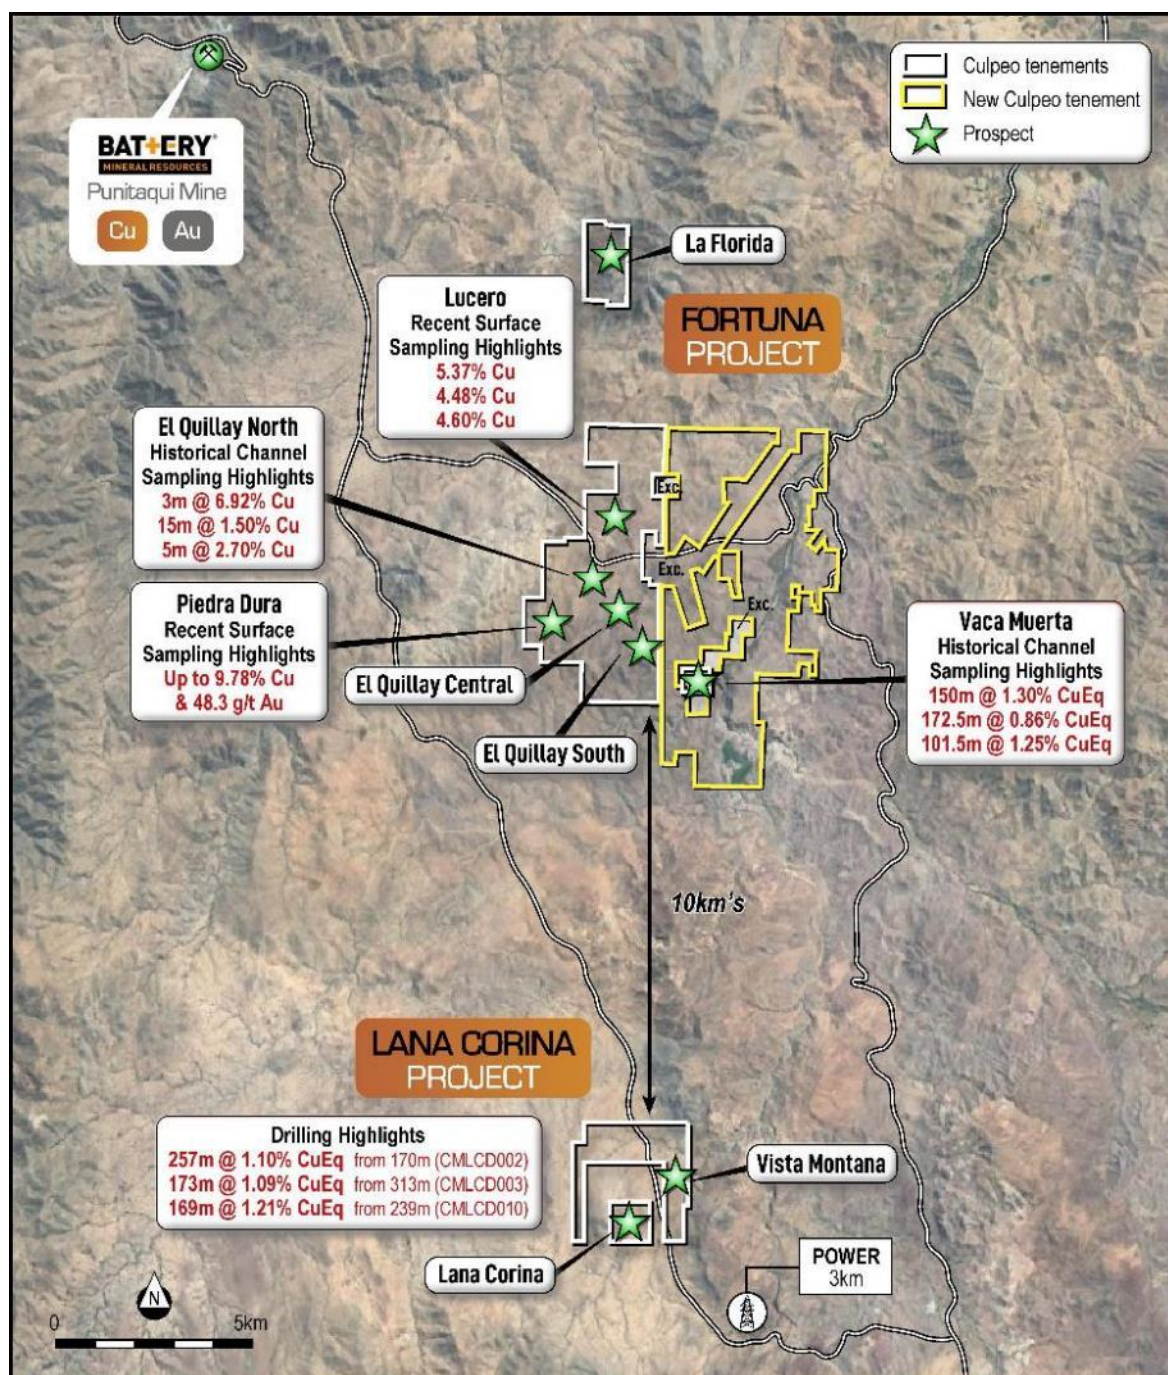 Culpeo tenements
New Culpeo tenement
Prospect
BATTERY®
MINERAL RESOURCES
Punitaqui Mine
Cu
Au
La Florida
FORTUNA
PROJECT
Lucero
Recent Surface
Sampling Highlights
5.37% Cu
4.48% Cu
4.60% Cu
El Quillay North
Historical Channel
Sampling Highlights
3m @ 6.92% Cu
15m @ 1.50% Cu
5m @ 2.70% Cu
Exc.
Exc.
Exc.
Piedra Dura
Recent Surface
Sampling Highlights
Up to 9.78% Cu
& 48.3 g/t Au
Vaca Muerta
Historical Channel
Sampling Highlights
150m @ 1.30% CuEq
172.5m @ 0.86% CuEq
101.5m @ 1.25% CuEq
El Quillay Central
El Quillay South
10km's
LANA CORINA
PROJECT
Drilling Highlights
257m @ 1.10% CuEq from 170m (CMLCD002)
173m @ 1.09% CuEq from 313m (CMLCD003)
169m @ 1.21% CuEq from 239m (CMLCD010)
Vista Montana
Lana Corina
POWER
3km
N
0 5km